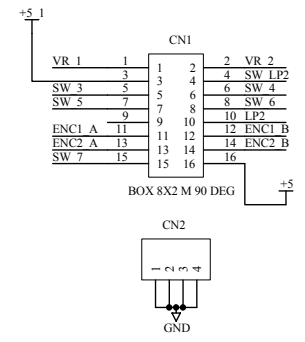 +5_1
CN1
VR_1 1 1 2 2 VR_2
3 3 4 4 SW_LP2
SW_3 5 5 6 6 SW_4
SW_5 7 7 8 8 SW_6
9 9 10 10 LP2
ENC1_A 11 11 12 12 ENC1_B
ENC2_A 13 13 14 14 ENC2_B
SW_7 15 15 16 16
+5
BOX 8X2 M 90 DEG
CN2
1 2 3 4
GND